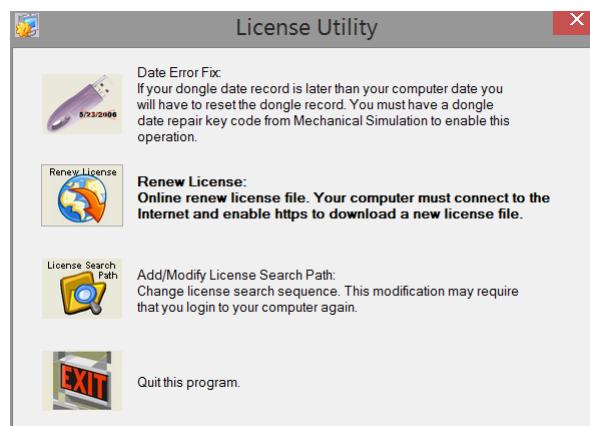 License Utility
Date Error Fix:
If your dongle date record is later than your computer date you
will have to reset the dongle record. You must have a dongle
date repair key code from Mechanical Simulation to enable this
operation.
5/23/2006
Renew License
Renew License:
Online renew license file. Your computer must connect to the
Internet and enable https to download a new license file.
License Search
Path
Add/Modify License Search Path:
Change license search sequence. This modification may require
that you login to your computer again.
EXIT
Quit this program.